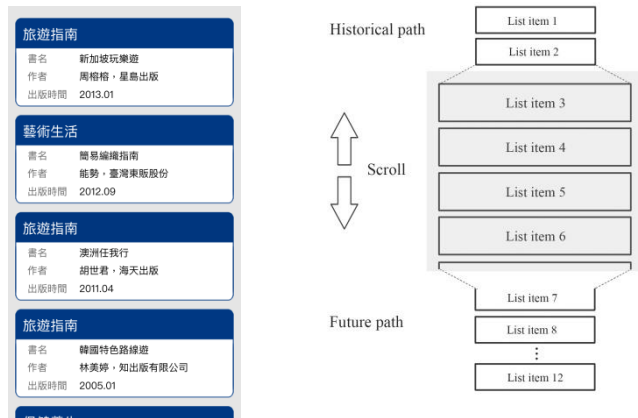 旅遊指南
書名 新加坡玩樂遊
作者 周榕榕，星島出版
出版時間 2013.01
藝術生活
書名 簡易編織指南
作者 能勢，臺灣東販股份
出版時間 2012.09
旅遊指南
書名 澳洲任我行
作者 胡世君，海天出版
出版時間 2011.04
旅遊指南
書名 韓國特色路線遊
作者 林美婷，知出版有限公司
出版時間 2005.01
Historical path
List item 1
List item 2
List item 3
List item 4
Scroll
List item 5
List item 6
List item 7
Future path
List item 8
⋮
List item 12